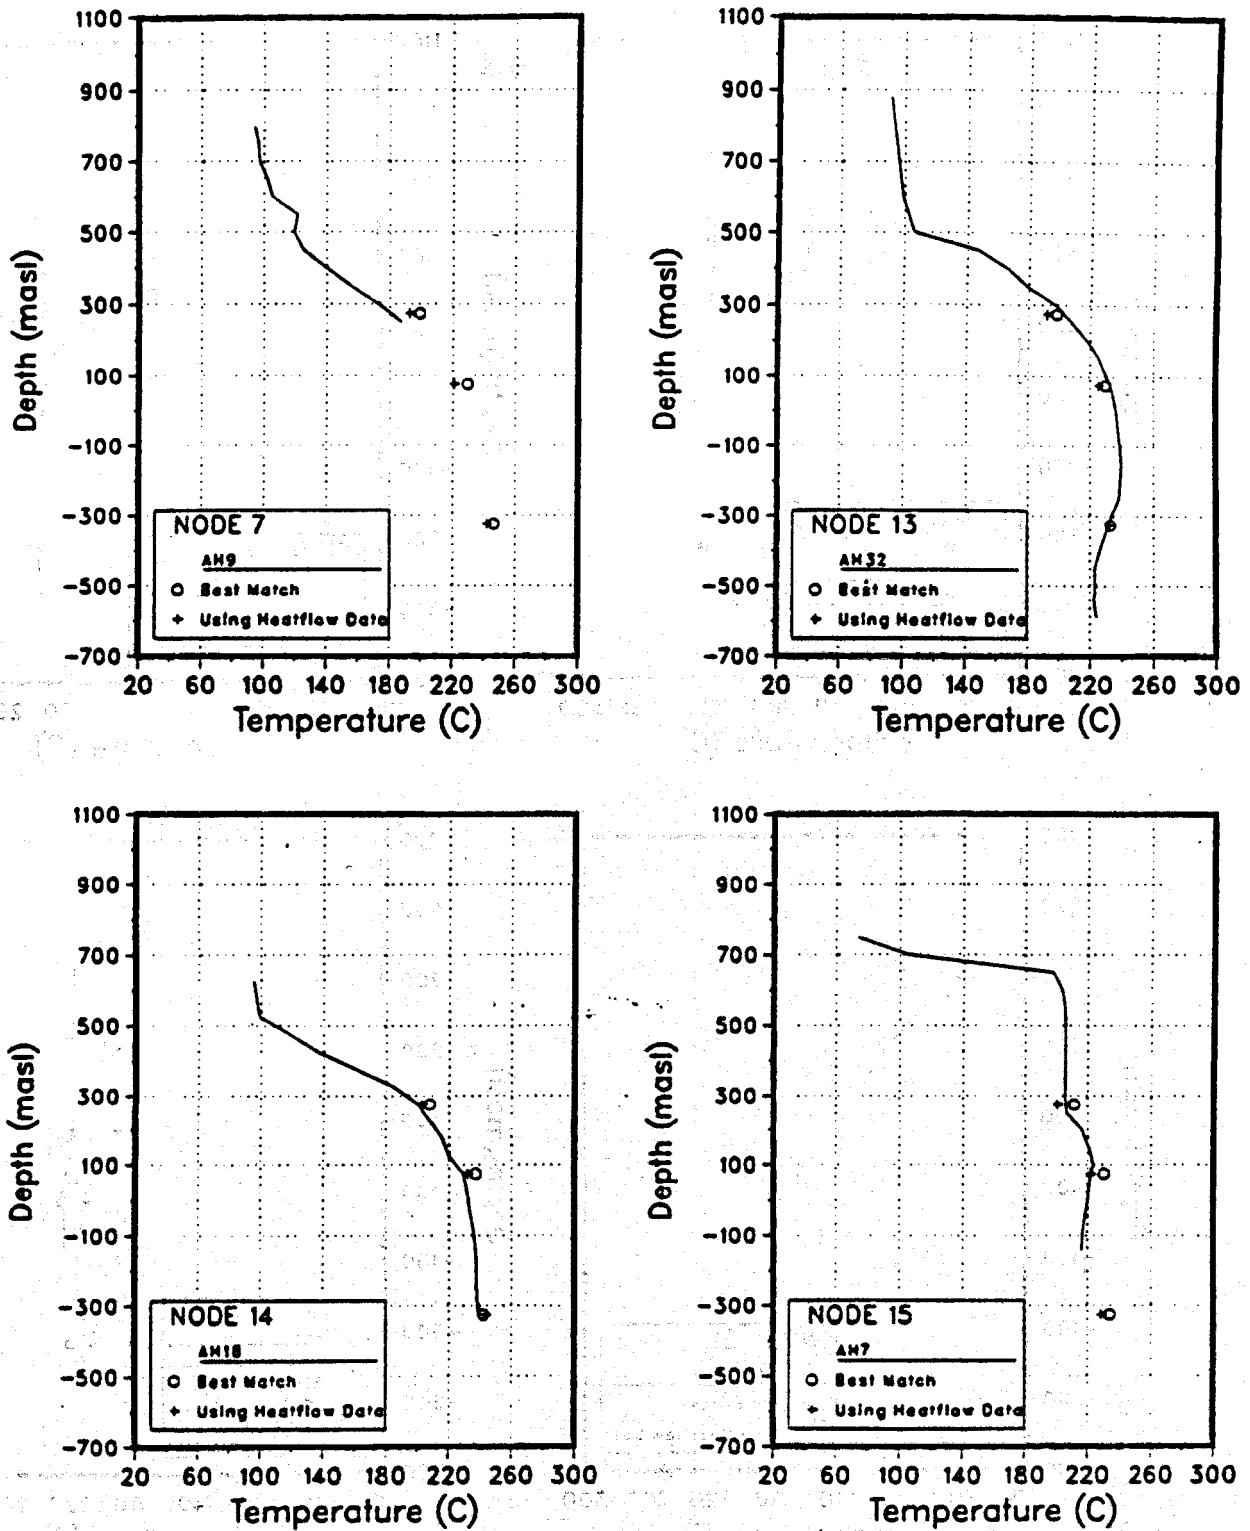 1100
900
700
500
300
100
-100
-300
-500
-700
Depth (masl)
NODE 7
AH9
Best Match
Using Heatflow Data
20 60 100 140 180 220 260 300
Temperature (C)
1100
900
700
500
300
100
-100
-300
-500
-700
Depth (masl)
NODE 13
AH32
Best Match
Using Heatflow Data
20 60 100 140 180 220 260 300
Temperature (C)
1100
900
700
500
300
100
-100
-300
-500
-700
Depth (masl)
NODE 14
Best Match
Using Heatflow Data
20 60 100 140 180 220 260 300
Temperature (C)
1100
900
700
500
300
100
-100
-300
-500
-700
Depth (masl)
NODE 15
AH7
Best Match
Using Heatflow Data
20 60 100 140 180 220 260 300
Temperature (C)